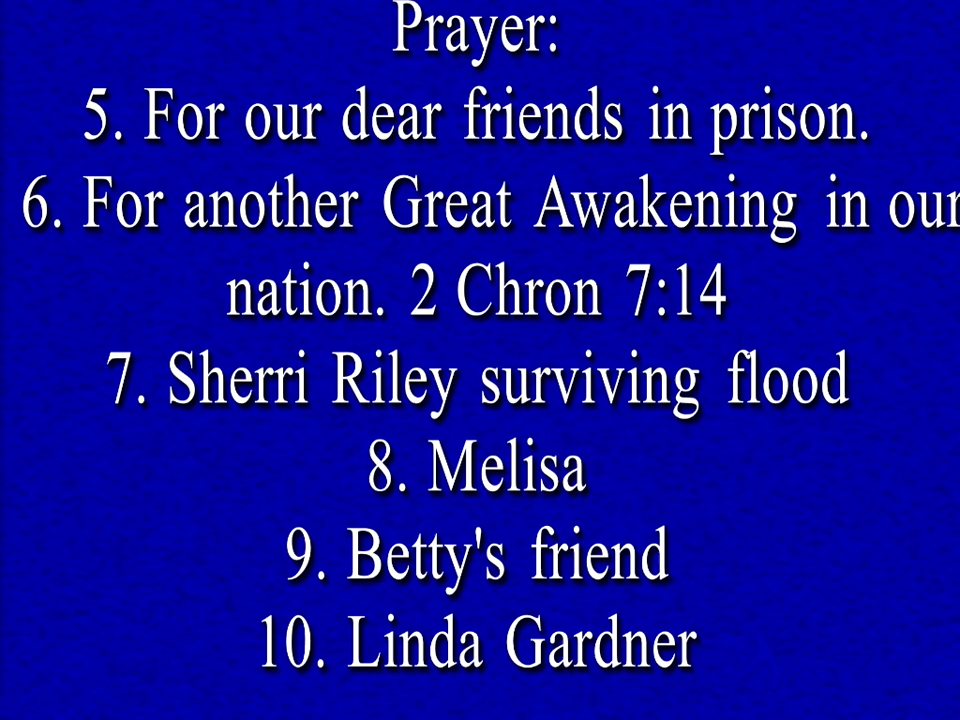 Prayer:
5. For our dear friends in prison.
6. For another Great Awakening in our
nation. 2 Chron 7:14
7. Sherri Riley surviving flood
8. Melisa
9. Betty's friend
10. Linda Gardner